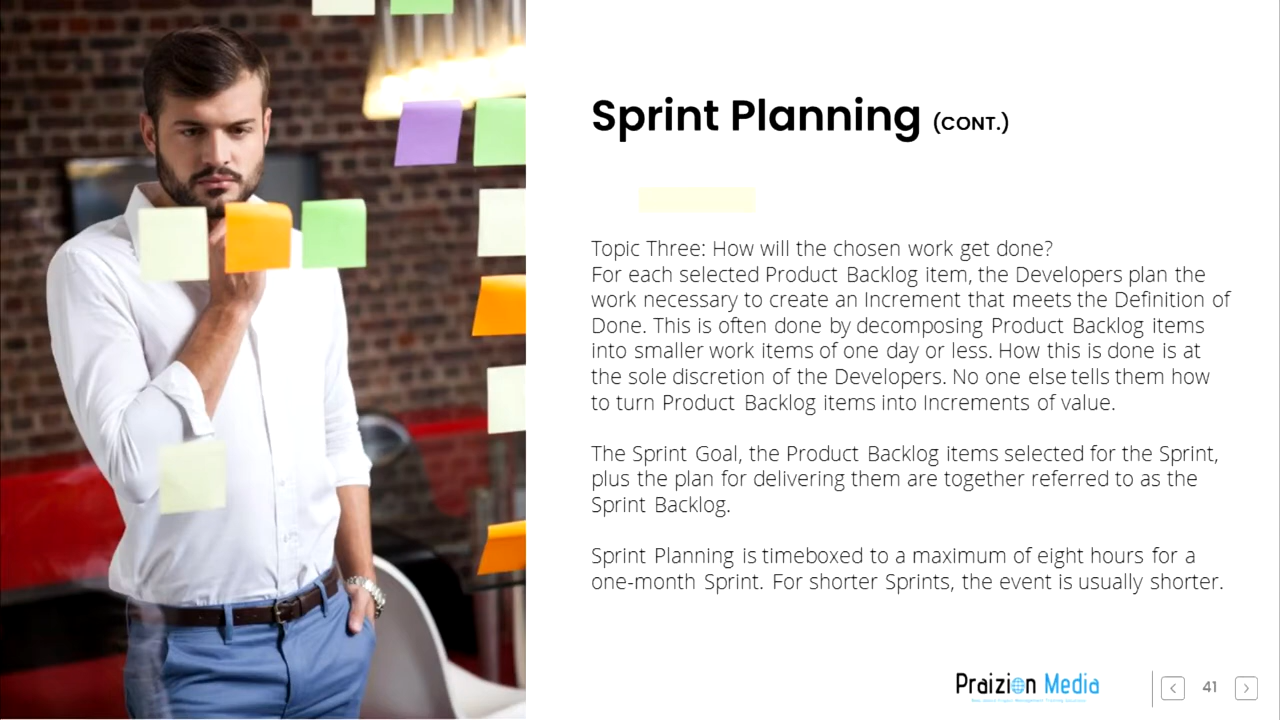 Sprint Planning (CONT.)
Topic Three: How will the chosen work get done?
For each selected Product Backlog item, the Developers plan the
work necessary to create an Increment that meets the Definition of
Done. This is often done by decomposing Product Backlog items
into smaller work items of one day or less. How this is done is at
the sole discretion of the Developers. No one else tells them how
to turn Product Backlog items into Increments of value.
The Sprint Goal, the Product Backlog items selected for the Sprint,
plus the plan for delivering them are together referred to as the
Sprint Backlog.
Sprint Planning is timeboxed to a maximum of eight hours for a
one-month Sprint. For shorter Sprints, the event is usually shorter.
Praizion Media
41